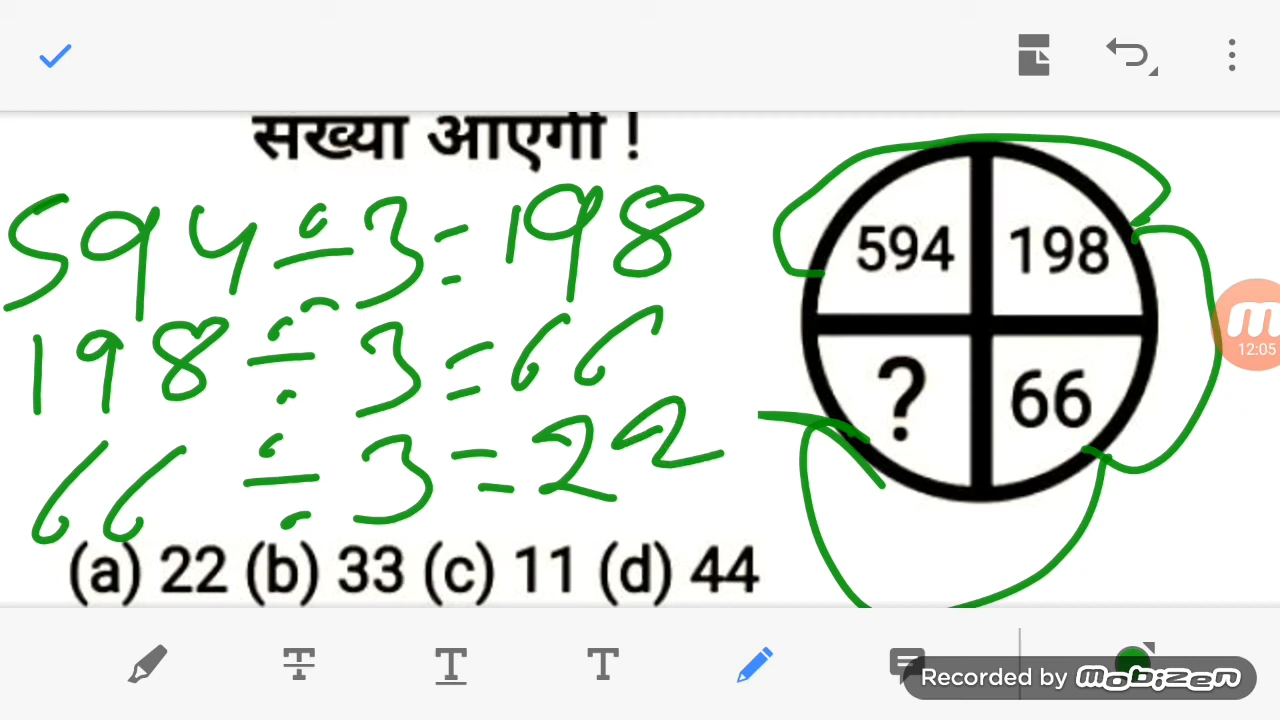 संख्या आएगी !
594 ÷ 3 = 198
198 ÷ 3 = 66
66 ÷ 3 = 22
594 198
? 66
(a) 22 (b) 33 (c) 11 (d) 44
12:05
T T T
Recorded by mobizen